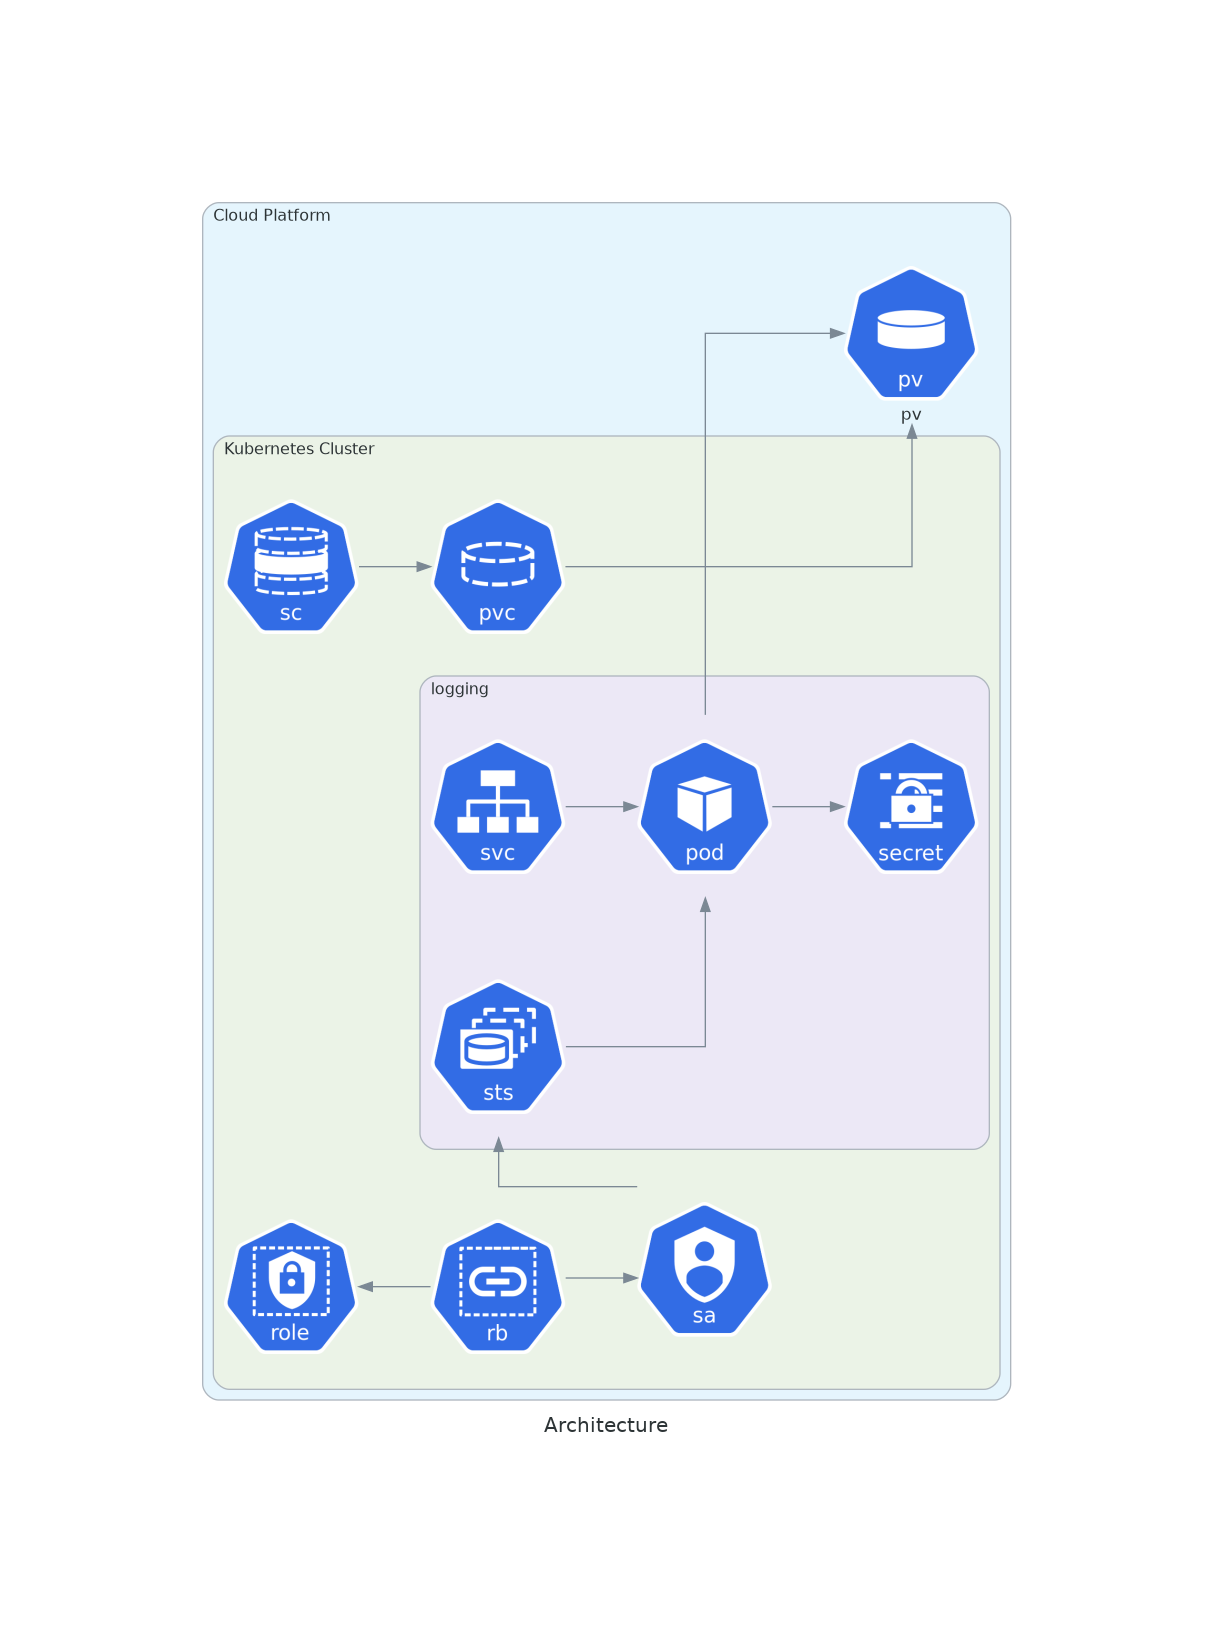 Cloud Platform
pv
pv
Kubernetes Cluster
sc
pvc
logging
svc
pod
secret
sts
role
rb
sa
Architecture